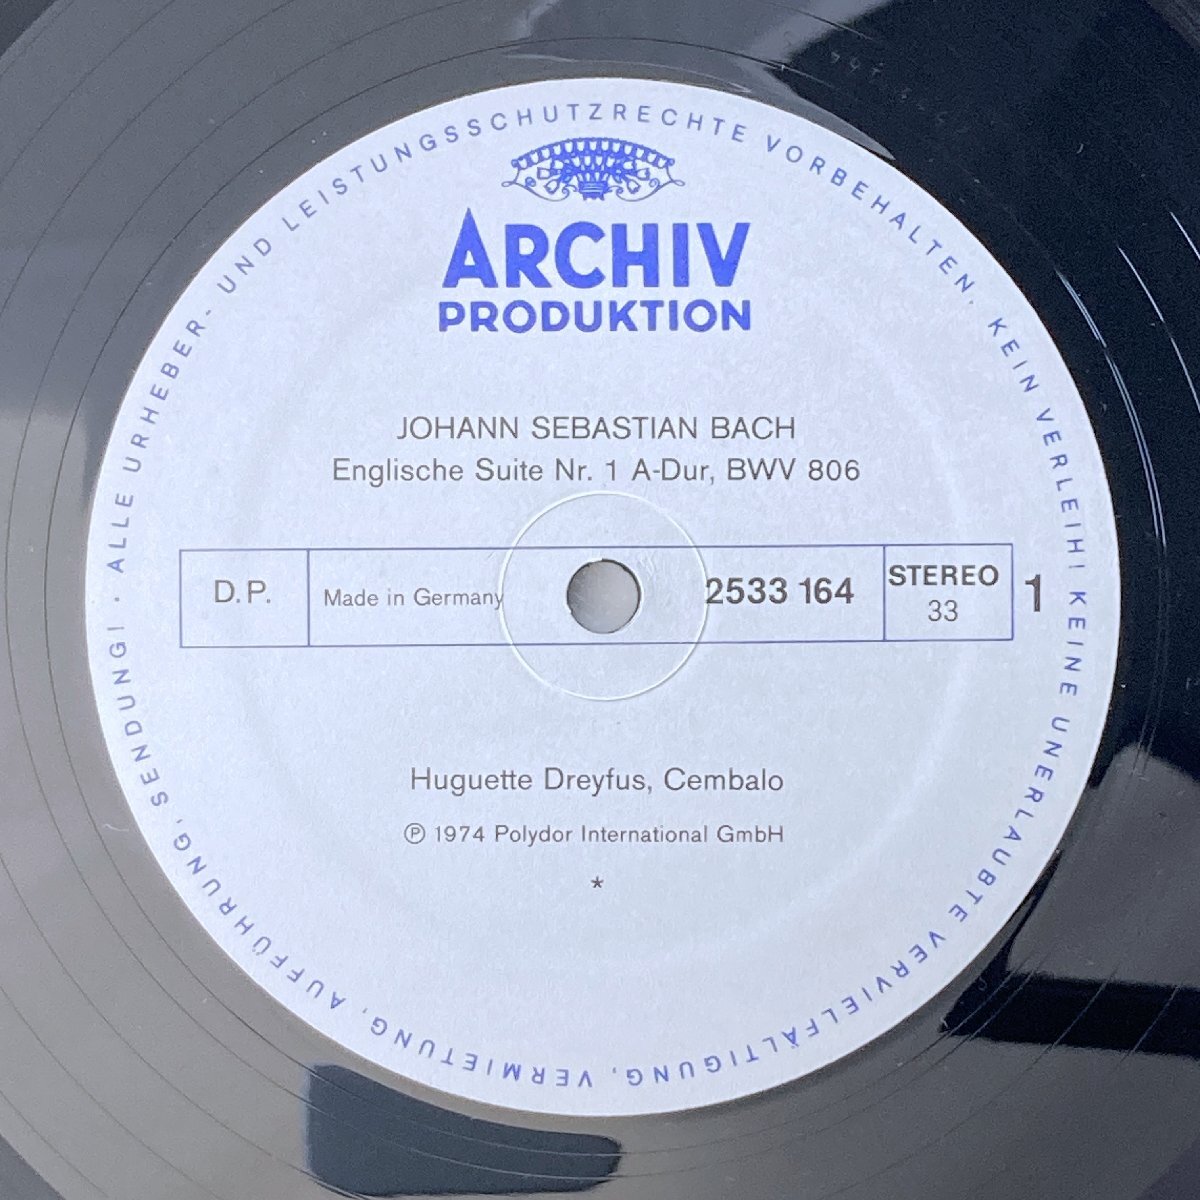 ALLE URHEBER- UND LEISTUNGSSCHUTZRECHTE VORBEHALTEN. KEIN VERLEIH! KEINE UNERLAUBTE VERVIELFÄLTIGUNG, VERMIETUNG, AUFFÜHRUNG, SENDUNG! ·
ARCHIV
PRODUKTION
JOHANN SEBASTIAN BACH
Englische Suite Nr. 1 A-Dur, BWV 806
D.P. Made in Germany 2533 164 STEREO 33 1
Huguette Dreyfus, Cembalo
℗ 1974 Polydor International GmbH
*